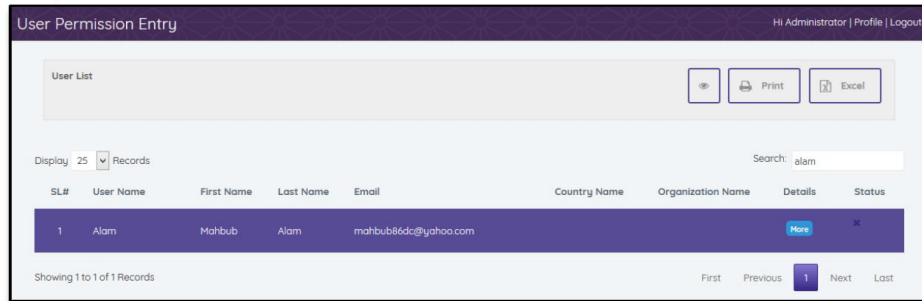 User Permission Entry Hi Administrator | Profile | Logout
User List Print Excel
Display 25 Records Search: alam
SL# User Name First Name Last Name Email Country Name Organization Name Details Status
1 Alam Mahbub Alam mahbub86dc@yahoo.com More
Showing 1 to 1 of 1 Records First Previous 1 Next Last